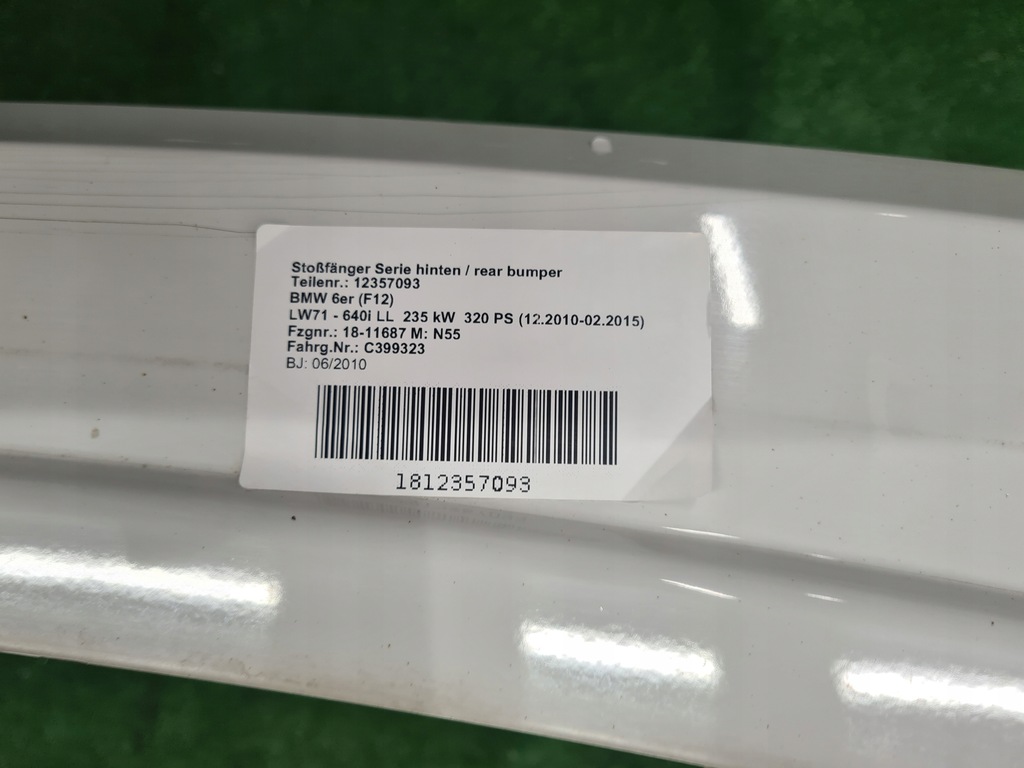 Stoßfänger Serie hinten / rear bumper
Teilenr.: 12357093
BMW 6er (F12)
LW71 - 640i LL 235 kW 320 PS (12.2010-02.2015)
Fzgnr.: 18-11687 M: N55
Fahrg.Nr.: C399323
BJ: 06/2010
1812357093